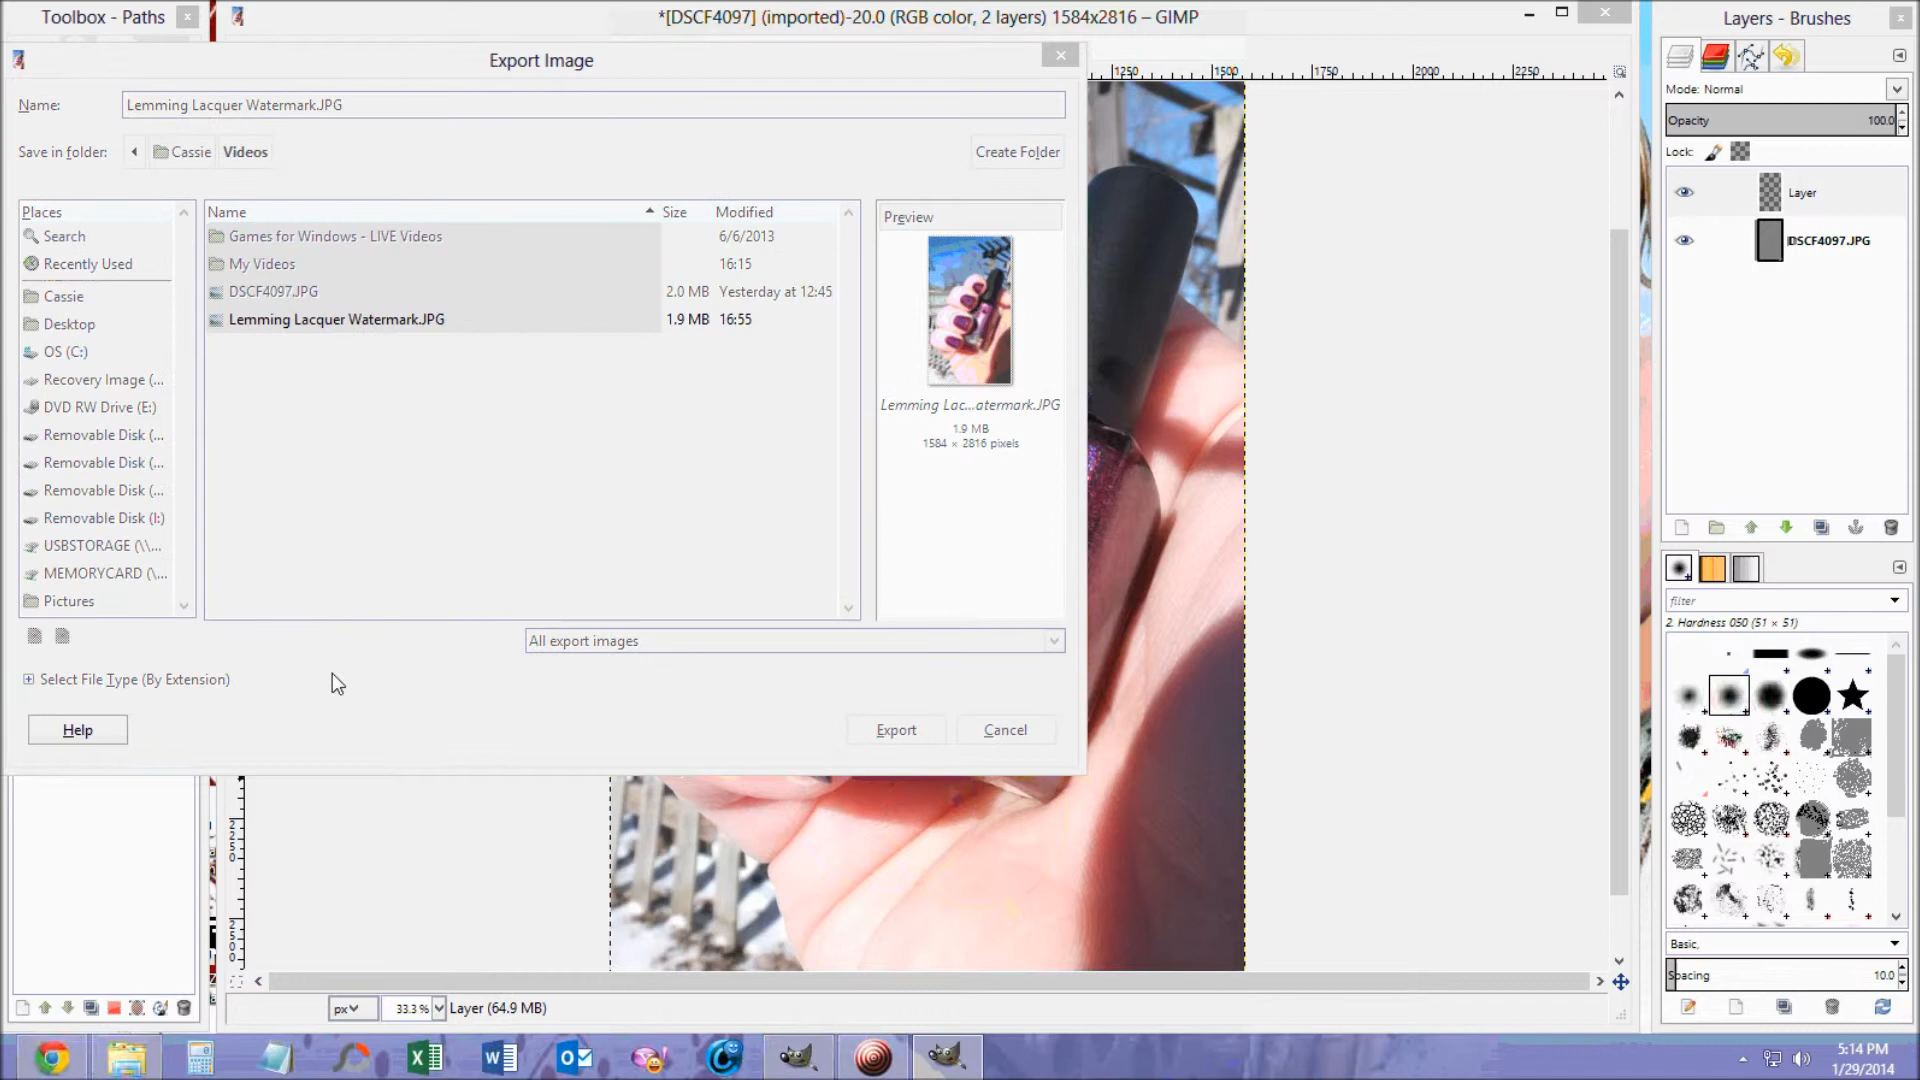 Toolbox - Paths
*[DSCF4097] (imported)-20.0 (RGB color, 2 layers) 1584x2816 – GIMP
Layers - Brushes
Export Image
Name:
Lemming Lacquer Watermark.JPG
Save in folder:
Cassie
Videos
Create Folder
Places
Search
Recently Used
Cassie
Desktop
OS (C:)
Recovery Image (...
DVD RW Drive (E:)
Removable Disk (...
Removable Disk (...
Removable Disk (...
Removable Disk (I:)
USBSTORAGE (\\...
MEMORYCARD (\...
Pictures
Name Size Modified
Games for Windows - LIVE Videos 6/6/2013
My Videos 16:15
DSCF4097.JPG 2.0 MB Yesterday at 12:45
Lemming Lacquer Watermark.JPG 1.9 MB 16:55
Preview
Lemming Lac...atermark.JPG
1.9 MB
1584 × 2816 pixels
All export images
Select File Type (By Extension)
Help
Export
Cancel
1250 1500 1750 2000 2250
2250
2500
px
33.3 %
Layer (64.9 MB)
Mode: Normal
Opacity 100.0
Lock:
Layer
DSCF4097.JPG
filter
2. Hardness 050 (51 × 51)
Basic,
Spacing 10.0
5:14 PM
1/29/2014